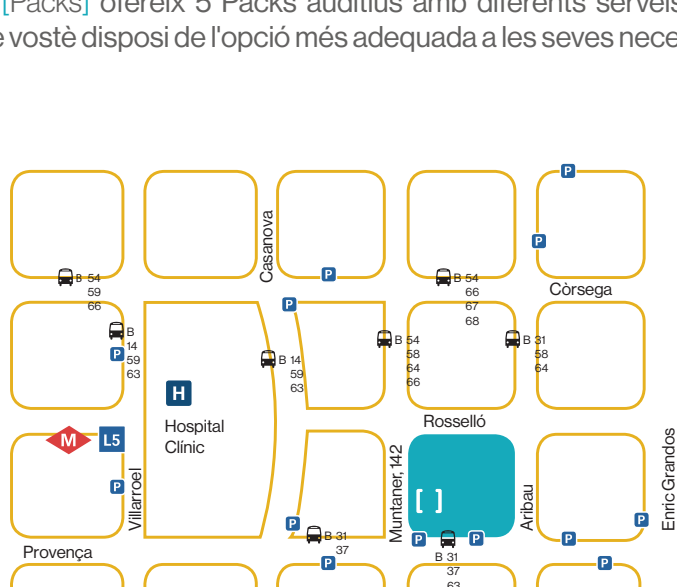 [Packs] ofereix 5 Packs auditius amb diferents serveis
vostè disposi de l'opció més adequada a les seves nece
Casanova
P
P
P
B 54
59
66
B 54
66
67
68
Còrsega
P
B
14
59
63
P
B 14
59
63
B 54
58
64
66
B 31
58
64
H
Hospital
Clínic
Rosselló
M
L5
Villarroel
P
Muntaner, 142
[ ]
Aribau
Enric Grandos
P
P
B 31
37
P
P
B 31
37
63
P
P
Provença
P